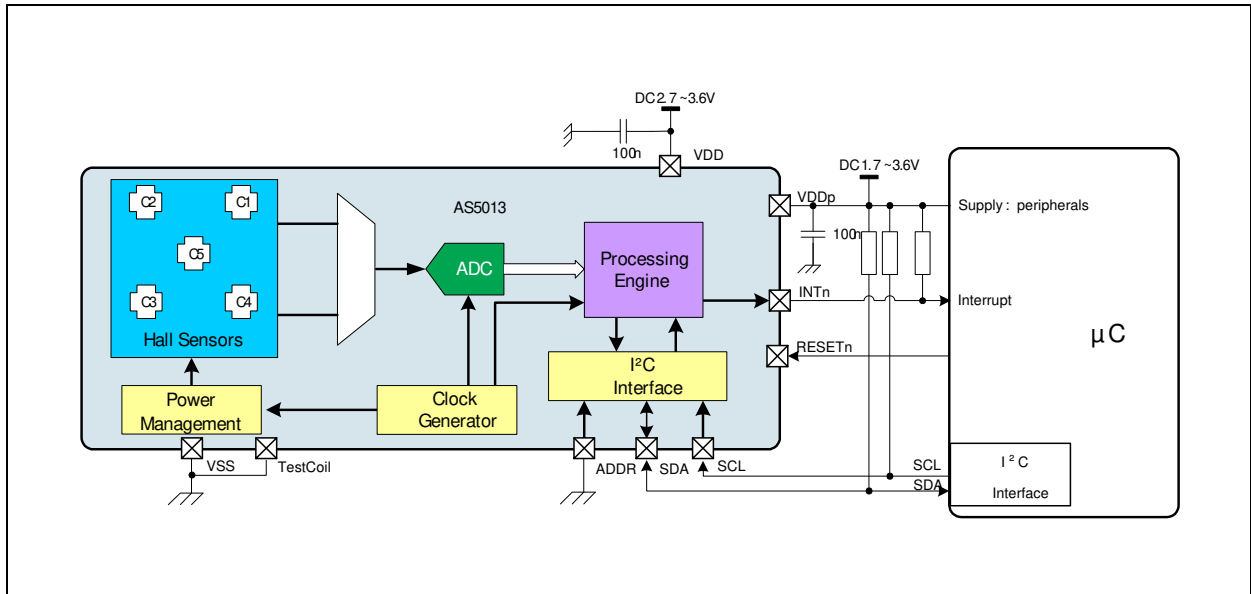 DC2.7~3.6V
100n
VDD
DC1.7~3.6V
AS5013
VDDp
Supply: peripherals
C2
C1
C5
C3
C4
Hall Sensors
ADC
Processing
Engine
100n
INTn
Interrupt
µC
RESETn
I²C
Interface
Power
Management
Clock
Generator
VSS
TestCoil
ADDR
SDA
SCL
SCL
SDA
I²C
Interface